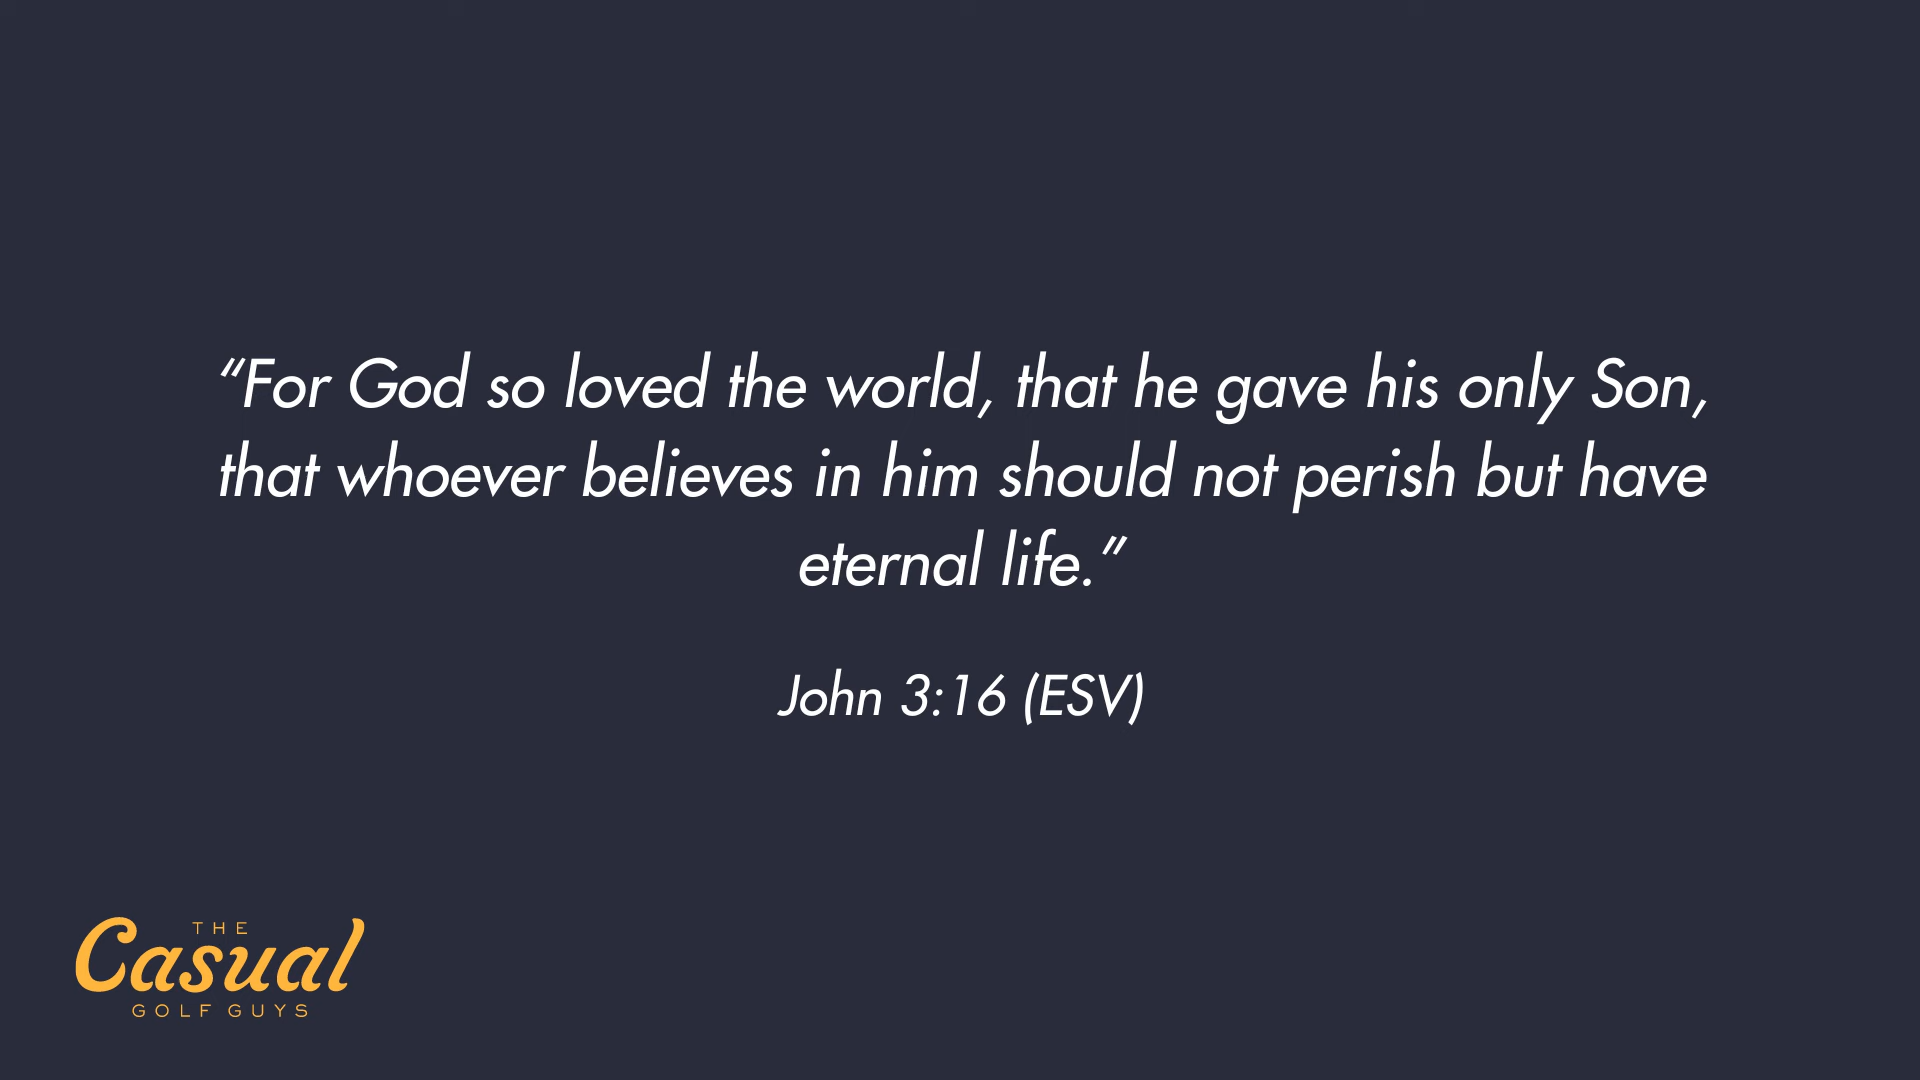 “For God so loved the world, that he gave his only Son,
that whoever believes in him should not perish but have
eternal life.”
John 3:16 (ESV)
THE
Casual
GOLF GUYS